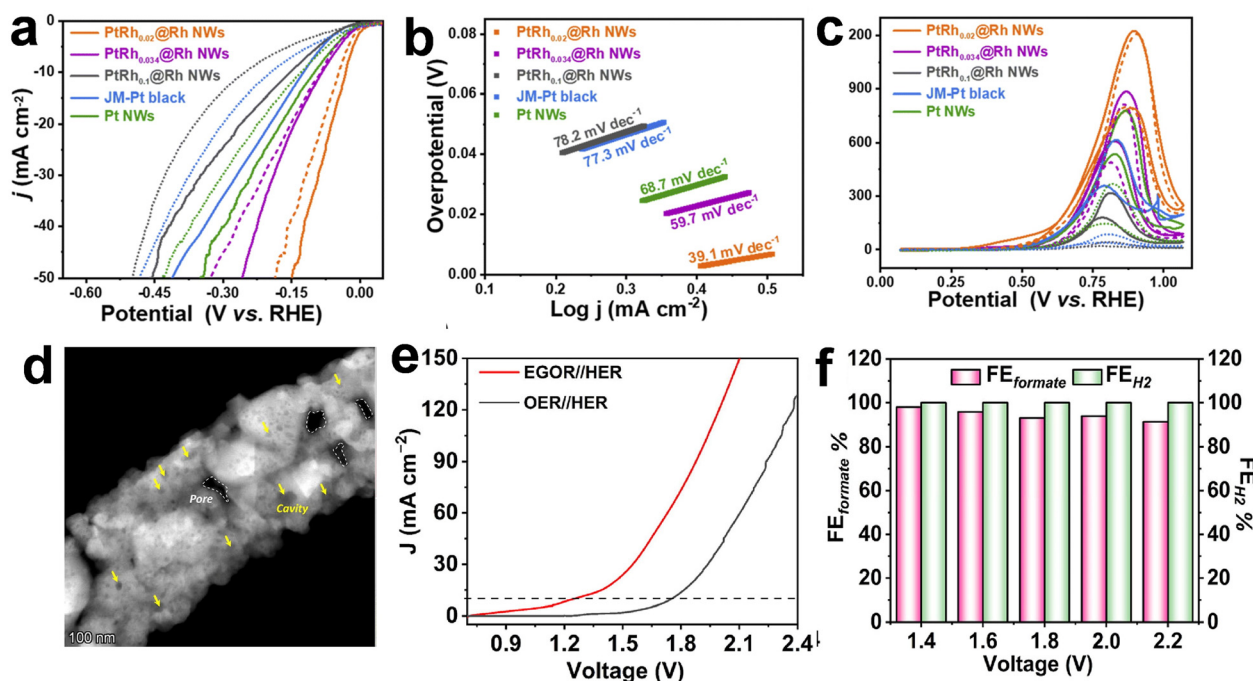 a
0
-10
-20
-30
-40
-50
j (mA cm⁻²)
PtRh₀.₀₂@Rh NWs
PtRh₀.₀₃₄@Rh NWs
PtRh₀.₁@Rh NWs
JM-Pt black
Pt NWs
-0.60 -0.45 -0.30 -0.15 0.00
Potential (V vs. RHE)
b
0.08
0.06
0.04
0.02
0.00
Overpotential (V)
PtRh₀.₀₂@Rh NWs
PtRh₀.₀₃₄@Rh NWs
PtRh₀.₁@Rh NWs
JM-Pt black
Pt NWs
78.2 mV dec⁻¹
77.3 mV dec⁻¹
68.7 mV dec⁻¹
59.7 mV dec⁻¹
39.1 mV dec⁻¹
0.1 0.2 0.3 0.4 0.5
Log j (mA cm⁻²)
c
200
900
600
300
0
PtRh₀.₀₂@Rh NWs
PtRh₀.₀₃₄@Rh NWs
PtRh₀.₁@Rh NWs
JM-Pt black
Pt NWs
0.00 0.25 0.50 0.75 1.00
Potential (V vs. RHE)
d
Pore
Cavity
100 nm
e
150
120
90
60
30
0
J (mA cm⁻²)
EGOR//HER
OER//HER
0.9 1.2 1.5 1.8 2.1 2.4
Voltage (V)
f
120
100
80
60
40
20
0
FEformate %
FEformate FEH2
120
100
80
60
40
20
0
FEH2 %
1.4 1.6 1.8 2.0 2.2
Voltage (V)